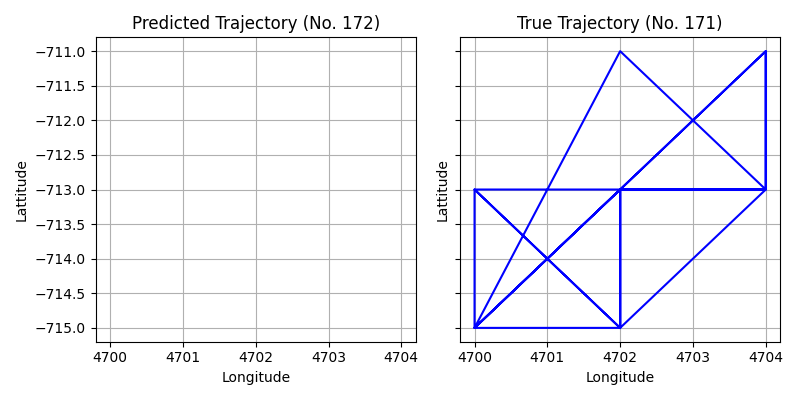 Predicted Trajectory (No. 172)
−711.0
−711.5
−712.0
−712.5
−713.0
−713.5
−714.0
−714.5
−715.0
Lattitude
4700 4701 4702 4703 4704
Longitude
True Trajectory (No. 171)
Lattitude
4700 4701 4702 4703 4704
Longitude